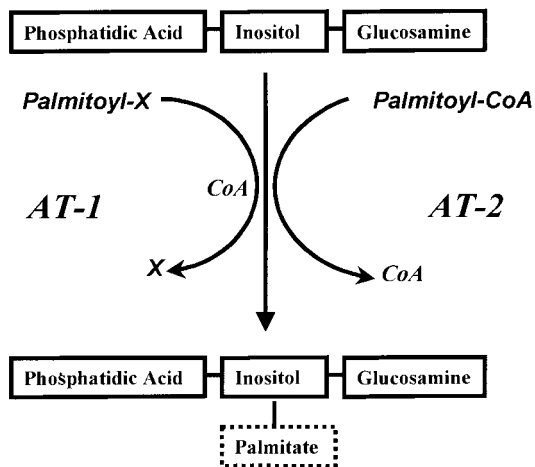 Phosphatidic Acid Inositol Glucosamine
Palmitoyl-X Palmitoyl-CoA
CoA
AT-1 AT-2
X CoA
Phosphatidic Acid Inositol Glucosamine
Palmitate